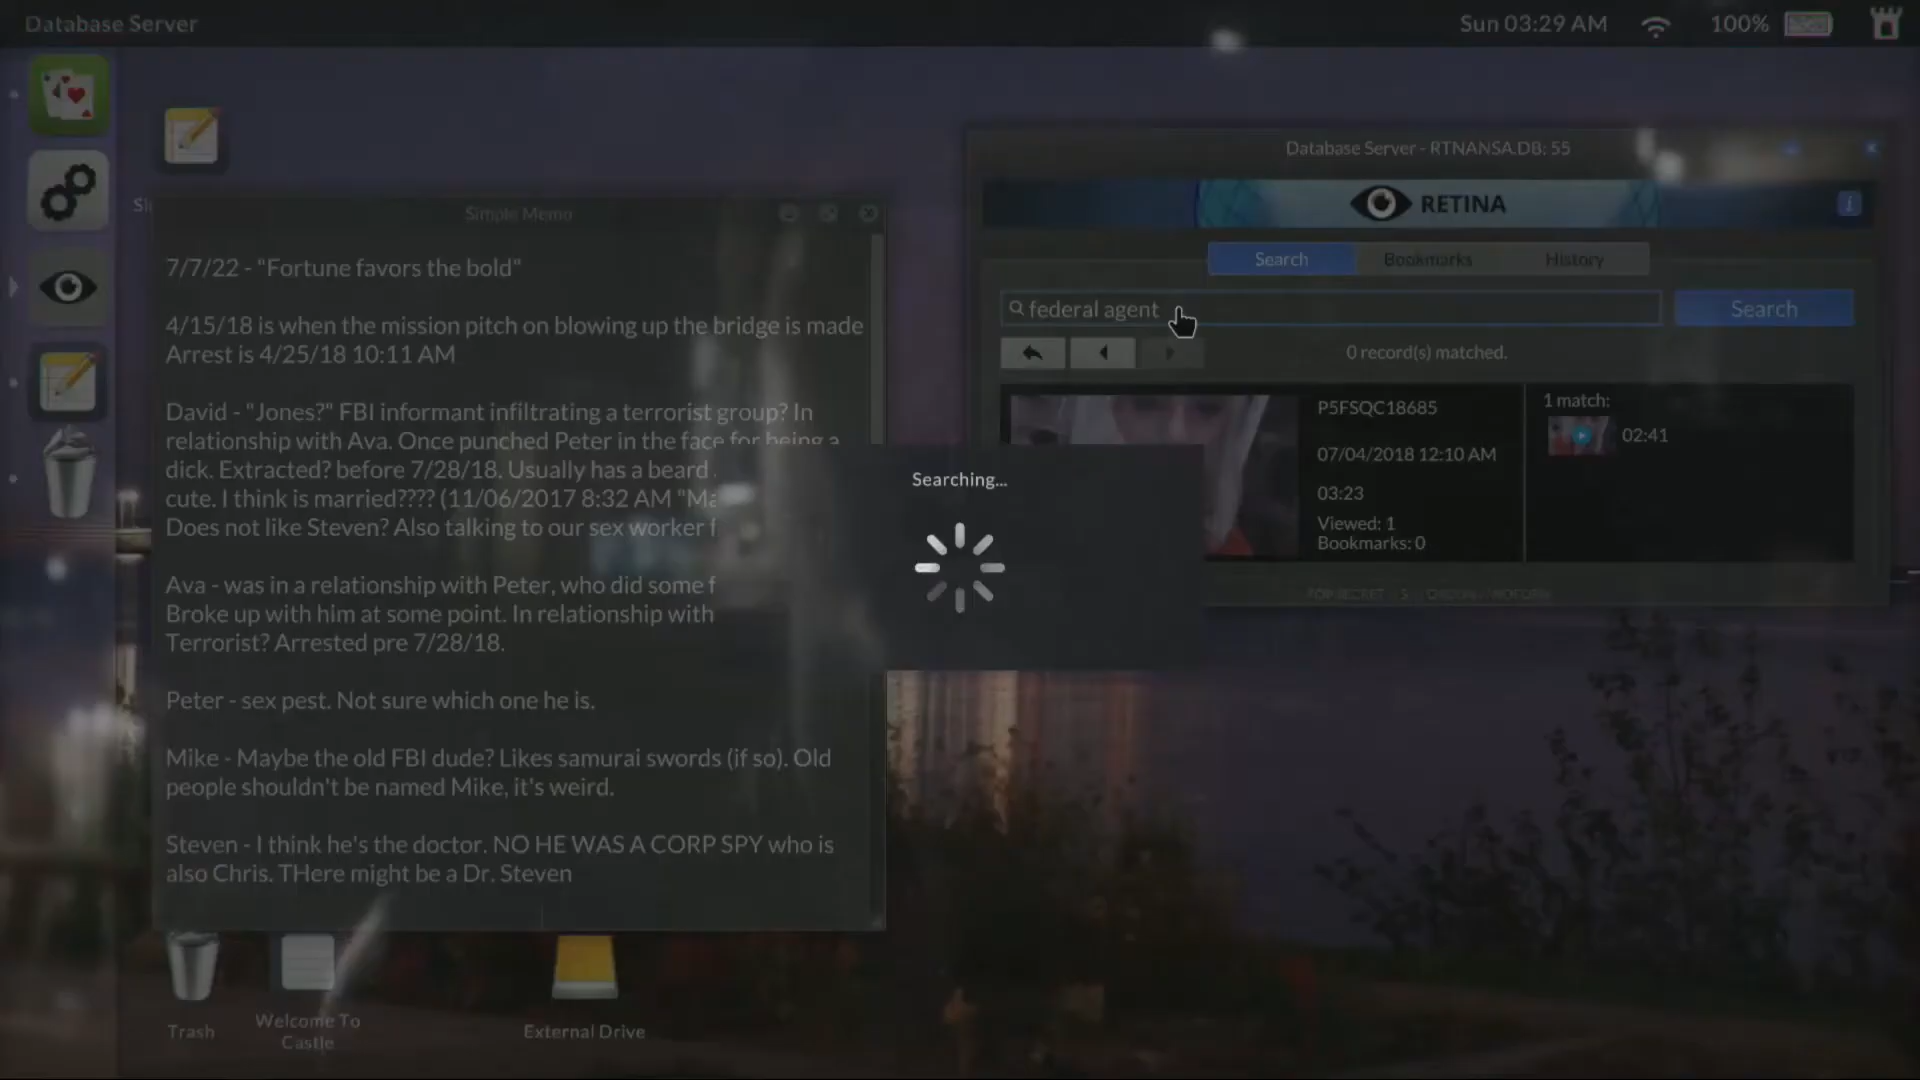 Database Server
Sun 03:29 AM
100%
Simple Memo
7/7/22 - "Fortune favors the bold"
4/15/18 is when the mission pitch on blowing up the bridge is made
Arrest is 4/25/18 10:11 AM
David - "Jones?" FBI informant infiltrating a terrorist group? In
relationship with Ava. Once punched Peter in the face for being a
dick. Extracted? before 7/28/18. Usually has a beard
cute. I think is married???? (11/06/2017 8:32 AM "Ma
Does not like Steven? Also talking to our sex worker f
Ava - was in a relationship with Peter, who did some f
Broke up with him at some point. In relationship with
Terrorist? Arrested pre 7/28/18.
Peter - sex pest. Not sure which one he is.
Mike - Maybe the old FBI dude? Likes samurai swords (if so). Old
people shouldn't be named Mike, it's weird.
Steven - I think he's the doctor. NO HE WAS A CORP SPY who is
also Chris. THere might be a Dr. Steven
Database Server - RTNANSA.DB: 55
RETINA
i
Search
Bookmarks
History
federal agent
Search
0 record(s) matched.
P5FSQC18685
07/04/2018 12:10 AM
03:23
Viewed: 1
Bookmarks: 0
1 match:
02:41
TOP SECRET
Searching...
Trash
Welcome To
Castle
External Drive